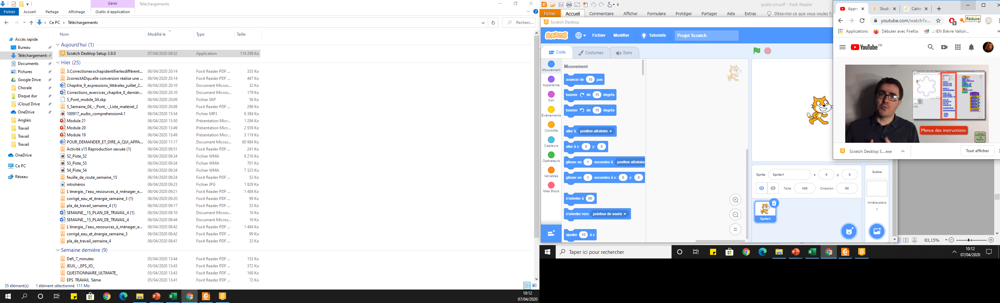 Gérer
Téléchargements
Fichier
Accueil
Partage
Affichage
Outils d'application
Ce PC > Téléchargements
Recherc...
Nom
Modifié le
Type
Taille
Accès rapide
Bureau
Téléchargements
Documents
Pictures
Google Drive
Chorale
Disque dur
iCloud Drive
OneDrive
Anglais
Travail
Travail
Travail
OneDrive
Ce PC
Réseau
Aujourd'hui (1)
Scratch Desktop Setup 3.9.0 07/04/2020 09:52 Application 114 298 Ko
Hier (25)
3.Correctionexochapidentifierlesdifférent... 06/04/2020 20:14 Foxit Reader PDF ... 335 Ko
2correctADqu.elle conversion réalise une ... 06/04/2020 20:14 Foxit Reader PDF ... 447 Ko
Chapitre_9_expressions_littérales_juillet_2... 06/04/2020 20:10 Document Micros... 32 Ko
Corrections_exercices_chapitre_8_dernièr... 06/04/2020 20:10 Document Micros... 179 Ko
5_Pont_mobile_04.skp 06/04/2020 20:09 Fichier SKP 56 Ko
5_Semaine_04_-_Pont_-_Liste_matériel_2 06/04/2020 20:08 Foxit Reader PDF ... 296 Ko
100917_audio_comprehension4.1 06/04/2020 15:54 Fichier MP3 6 384 Ko
Module 21 06/04/2020 13:50 Présentation Micr... 1 294 Ko
Module 20 06/04/2020 13:49 Présentation Micr... 2 939 Ko
Module 19 06/04/2020 13:49 Présentation Micr... 3 119 Ko
POUR_DEMANDER_ET_DIRE_A_QUI_APPA... 06/04/2020 11:17 Document Micros... 60 984 Ko
Activité s15 Reproduction sexuée (1) 06/04/2020 09:51 Foxit Reader PDF ... 241 Ko
52_Piste_52 06/04/2020 09:34 Fichier WMA 8 216 Ko
53_Piste_53 06/04/2020 09:34 Fichier WMA 701 Ko
54_Piste_54 06/04/2020 09:34 Fichier WMA 7 325 Ko
feuille_de_route_semaine_15 06/04/2020 09:24 Foxit Reader PDF ... 52 Ko
introhéros 06/04/2020 09:23 Fichier JPG 1 829 Ko
L'énergie,_l'eau_ressources_à_ménager_e... 06/04/2020 09:21 Foxit Reader PDF ... 1 484 Ko
corrigé_eau_et_énergie_semaine_3 (1) 06/04/2020 09:20 Foxit Reader PDF ... 99 Ko
pla_de_travail_semaine_4 (1) 06/04/2020 09:17 Foxit Reader PDF ... 33 Ko
SEMAINE__15_PLAN_DE_TRAVAIL_4 (1) 06/04/2020 09:10 Document Micros... 16 Ko
SEMAINE__15_PLAN_DE_TRAVAIL_4 06/04/2020 08:44 Document Micros... 16 Ko
L'énergie,_l'eau_ressources_à_ménager_e... 06/04/2020 08:42 Foxit Reader PDF ... 1 484 Ko
corrigé_eau_et_énergie_semaine_3 06/04/2020 08:42 Foxit Reader PDF ... 99 Ko
pla_de_travail_semaine_4 06/04/2020 08:41 Foxit Reader PDF ... 33 Ko
Semaine dernière (9)
Defi_7_minutes 05/04/2020 13:44 Foxit Reader PDF ... 153 Ko
JEUX_-_EPS_JO_ 05/04/2020 13:43 Foxit Reader PDF ... 372 Ko
QUESTIONNAIRE_ULTIMATE_ 05/04/2020 13:43 Foxit Reader PDF ... 168 Ko
EPS TRAVAIL 5ème 05/04/2020 13:41 Foxit Reader PDF ... 72 Ko
35 élément(s) 1 élément sélectionné 111 Mo
10:12
07/04/2020
guide-cm.pdf - Foxit Reader
Fichier
Accueil
Commentaire
Afficher
Formulaire
Protéger
Partager
Aide
Extras
Dites-moi ce que vous voulez f
Scratch Desktop
SCRATCH
Fichier
Modifier
Tutoriels
Projet Scratch
Code
Costumes
Sons
Mouvement
Apparence
Son
Événements
Contrôle
Capteurs
Opérateurs
Variables
Mes Blocs
Mouvement
avancer de 10 pas
tourner de 15 degrés
tourner de 15 degrés
aller à position aléatoire
aller à x: 0 y: 0
glisser en 1 secondes à position aléatoire
glisser en 1 secondes à x: 0 y: 0
s'orienter à 90
s'orienter vers pointeur de souris
ajouter 10 à x
Sprite
Sprite1
x 0 y 0
Taille 100 Direction 90
Sprite1
Scène
Arrière-plans
1
83,15%
Taper ici pour rechercher
10:12
07/04/2020
Appre
Studi
Cahie
Réduire
youtube.com/watch?v...
9
Applications
Débuter avec Firefox
..: IEN Bièvre Valloir...
YouTube FR
Menus des instructions
m@ths et tiques
Scratch Desktop S....exe
Tout afficher